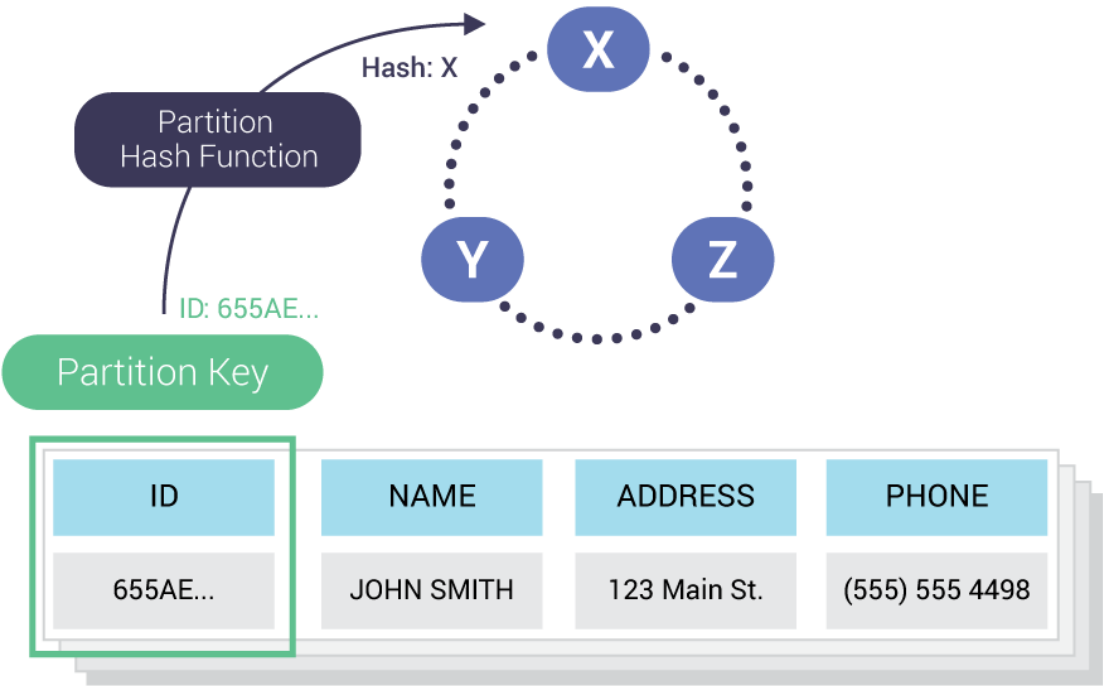 X
Hash: X
Partition
Hash Function
Y
Z
ID: 655AE...
Partition Key
ID NAME ADDRESS PHONE
655AE... JOHN SMITH 123 Main St. (555) 555 4498